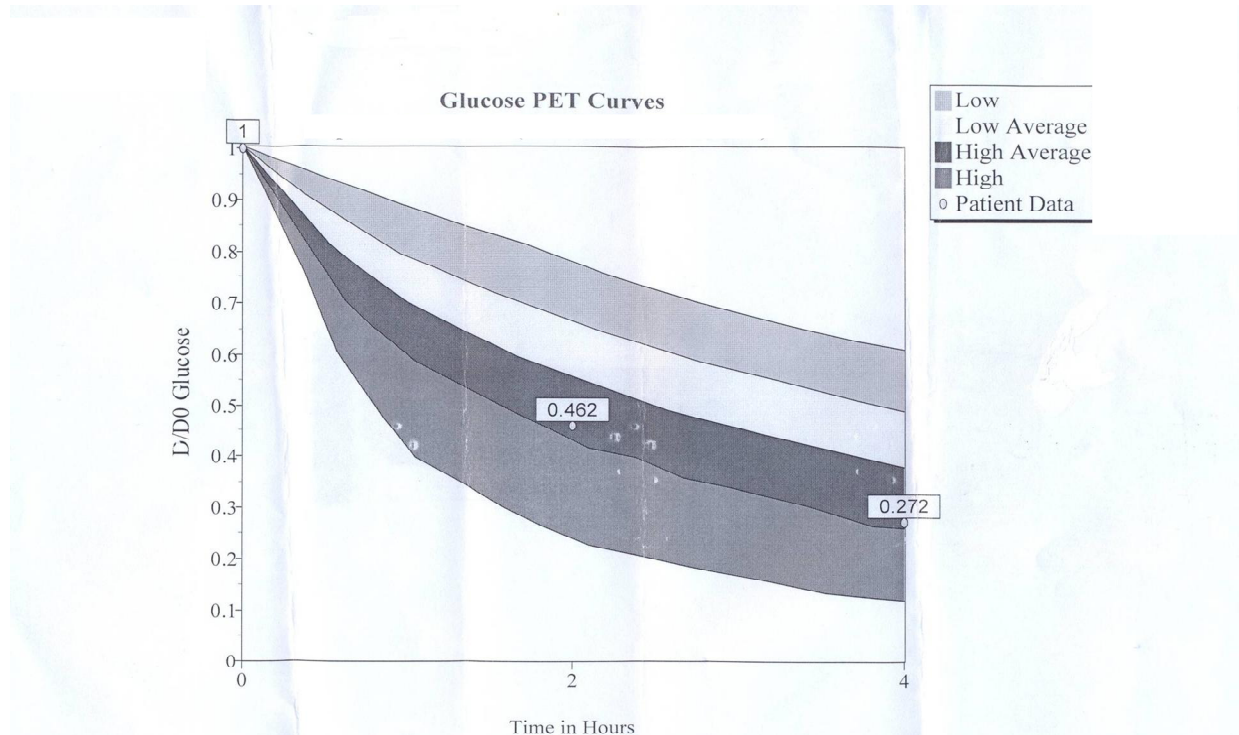 Glucose PET Curves
Low
Low Average
High Average
High
Patient Data
1
1
0.9
0.8
0.7
0.6
0.5
0.4
0.3
0.2
0.1
0
D/D0 Glucose
0.462
0.272
0
2
4
Time in Hours